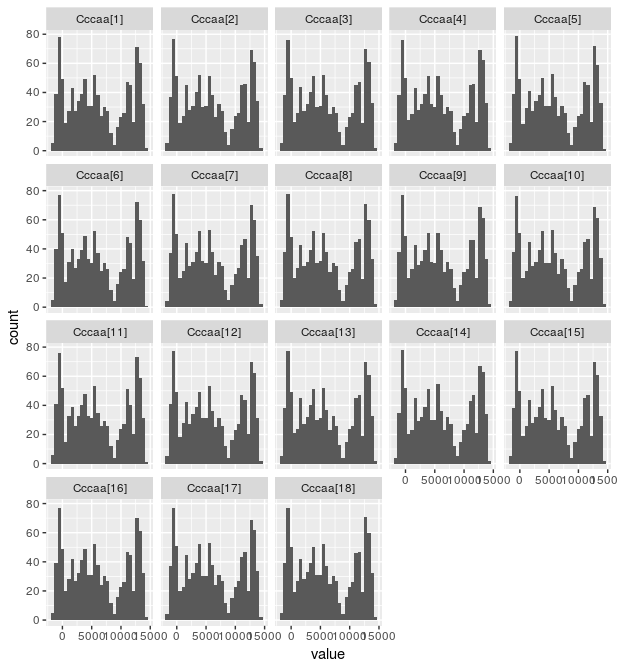 Cccaa[1] Cccaa[2] Cccaa[3] Cccaa[4] Cccaa[5]
80
60
40
20
0
Cccaa[6] Cccaa[7] Cccaa[8] Cccaa[9] Cccaa[10]
80
60
40
20
0
count
Cccaa[11] Cccaa[12] Cccaa[13] Cccaa[14] Cccaa[15]
80
60
40
20
0
0 5000 10000 15000 0 5000 10000 15000
Cccaa[16] Cccaa[17] Cccaa[18]
80
60
40
20
0
0 5000 10000 15000 0 5000 10000 15000 0 5000 10000 15000
value